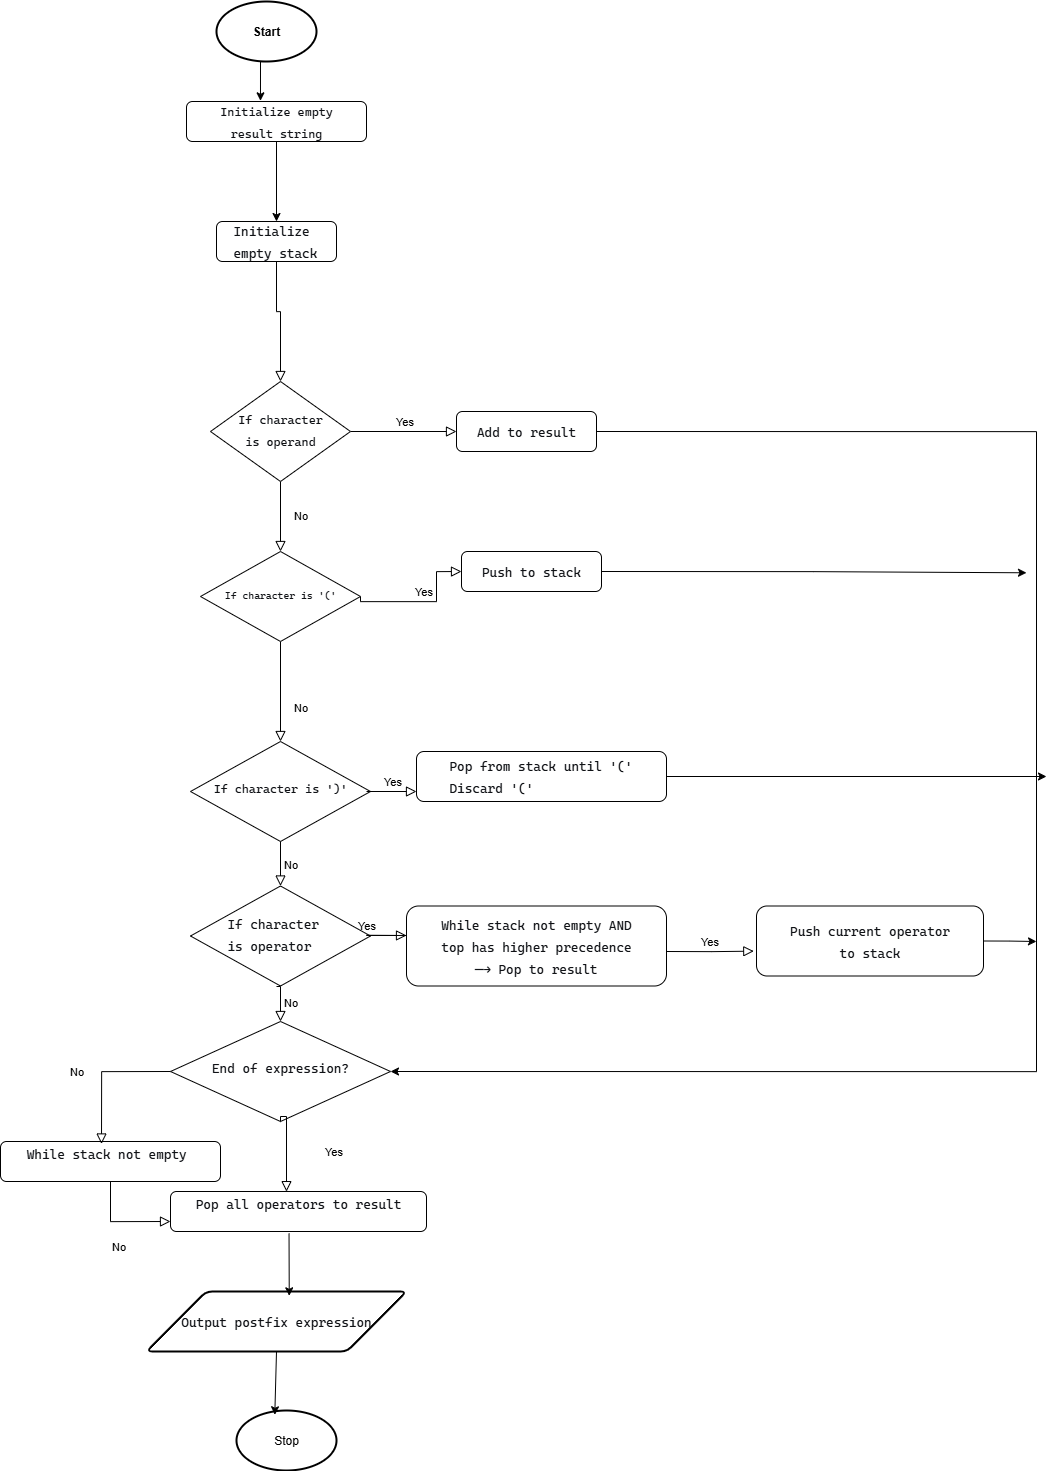 Start
Initialize empty
result string
Initialize
empty stack
If character
is operand
Yes
Add to result
No
If character is '('
Yes
Push to stack
No
If character is ')'
Yes
Pop from stack until '('
Discard '('
No
If character
is operator
Yes
While stack not empty AND
top has higher precedence
→ Pop to result
Yes
Push current operator
to stack
No
End of expression?
No
Yes
While stack not empty
No
Pop all operators to result
Output postfix expression
Stop